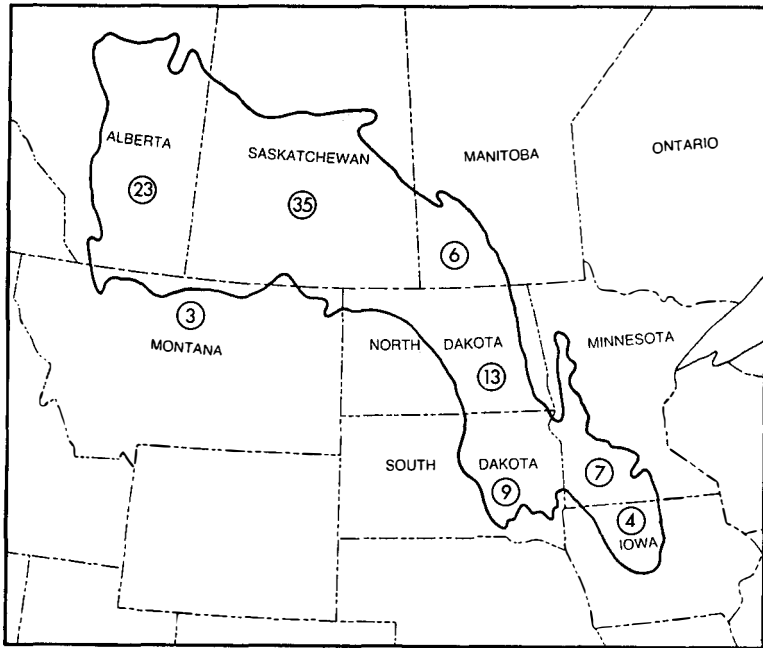 ALBERTA
SASKATCHEWAN
MANITOBA
ONTARIO
23
35
6
3
MONTANA
NORTH DAKOTA
MINNESOTA
13
SOUTH DAKOTA
7
9
4
IOWA